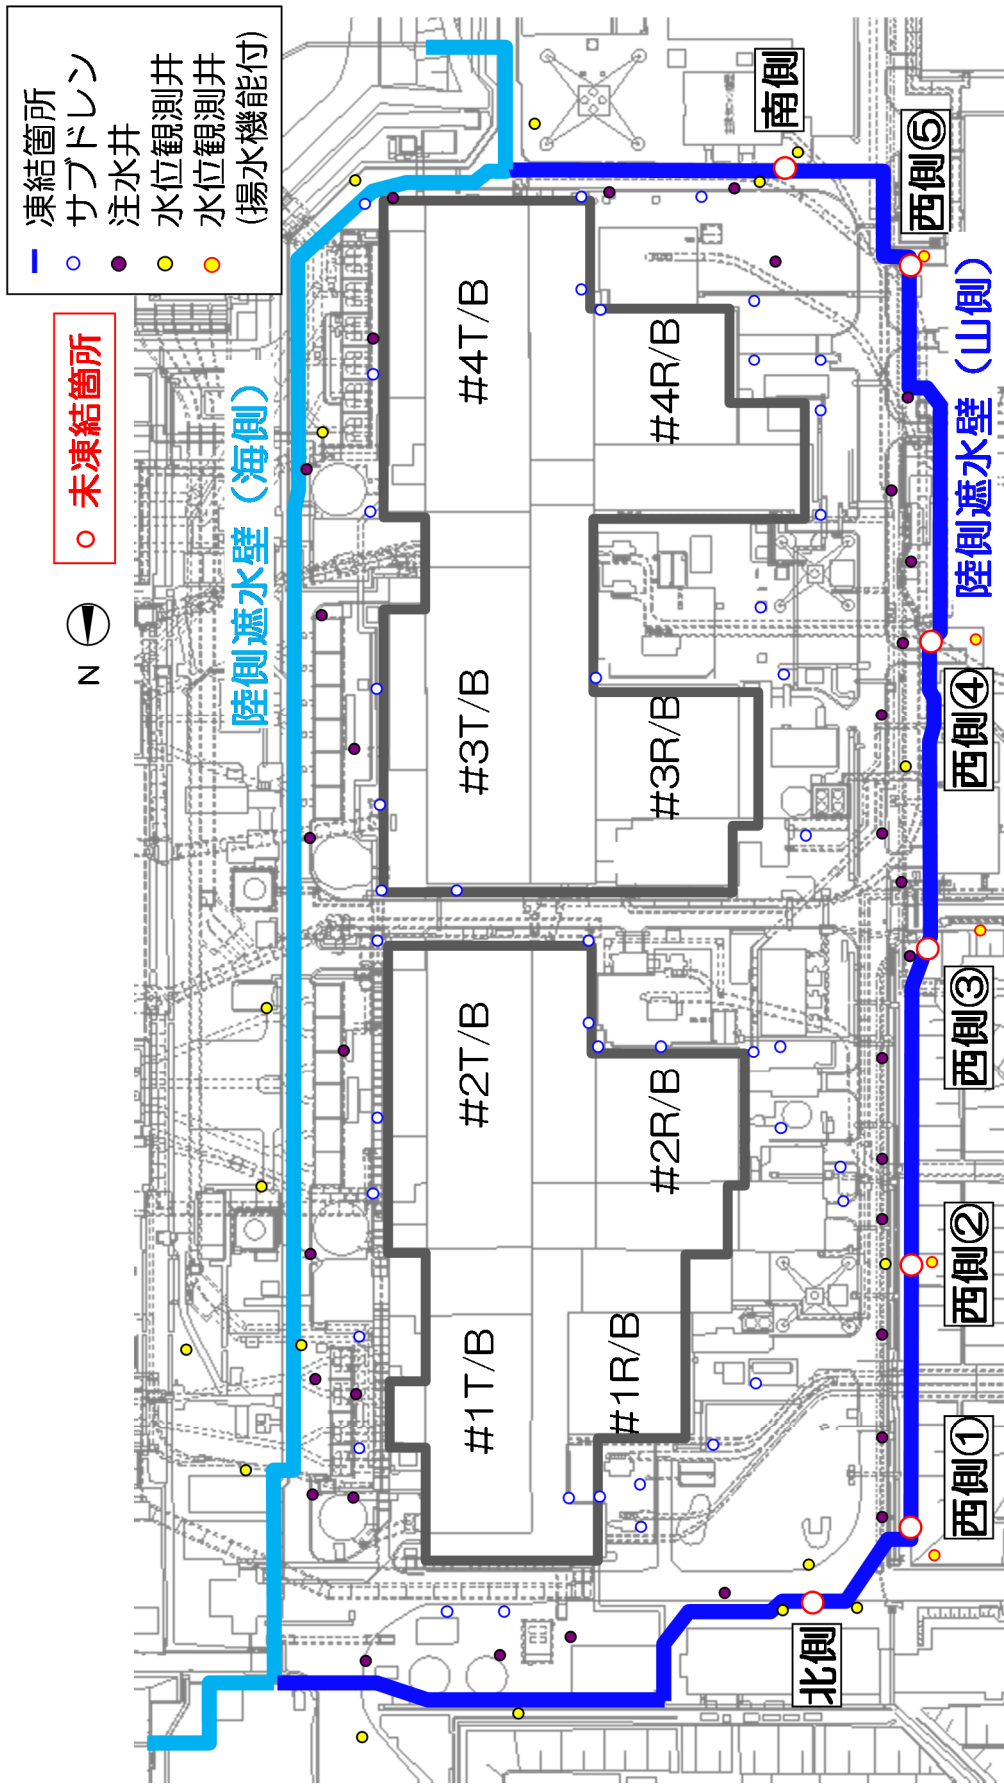 凍結箇所
サブドレン
注水井
水位観測井
水位観測井
(揚水機能付)
未凍結箇所
N
陸側遮水壁（海側）
#1T/B
#2T/B
#3T/B
#4T/B
#1R/B
#2R/B
#3R/B
#4R/B
北側
南側
西側①
西側②
西側③
西側④
西側⑤
陸側遮水壁（山側）